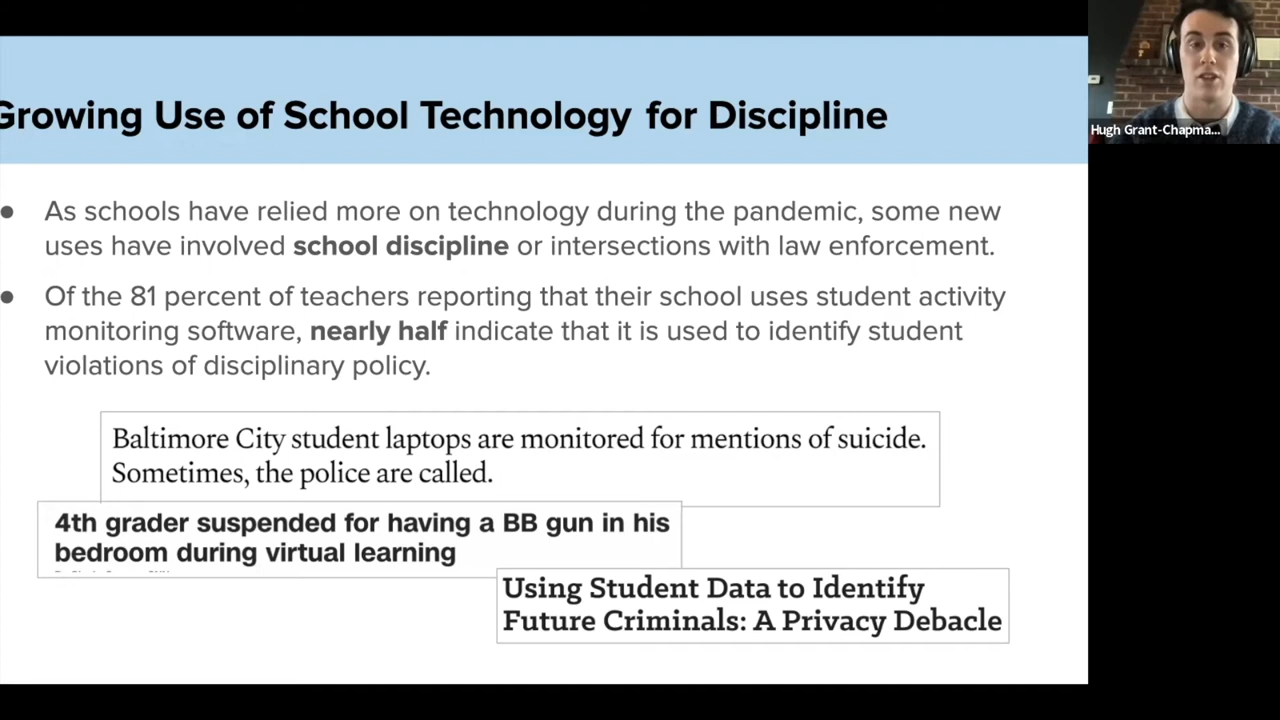 Growing Use of School Technology for Discipline
Hugh Grant-Chapma...
● As schools have relied more on technology during the pandemic, some new
uses have involved school discipline or intersections with law enforcement.
● Of the 81 percent of teachers reporting that their school uses student activity
monitoring software, nearly half indicate that it is used to identify student
violations of disciplinary policy.
Baltimore City student laptops are monitored for mentions of suicide.
Sometimes, the police are called.
4th grader suspended for having a BB gun in his
bedroom during virtual learning
Using Student Data to Identify
Future Criminals: A Privacy Debacle